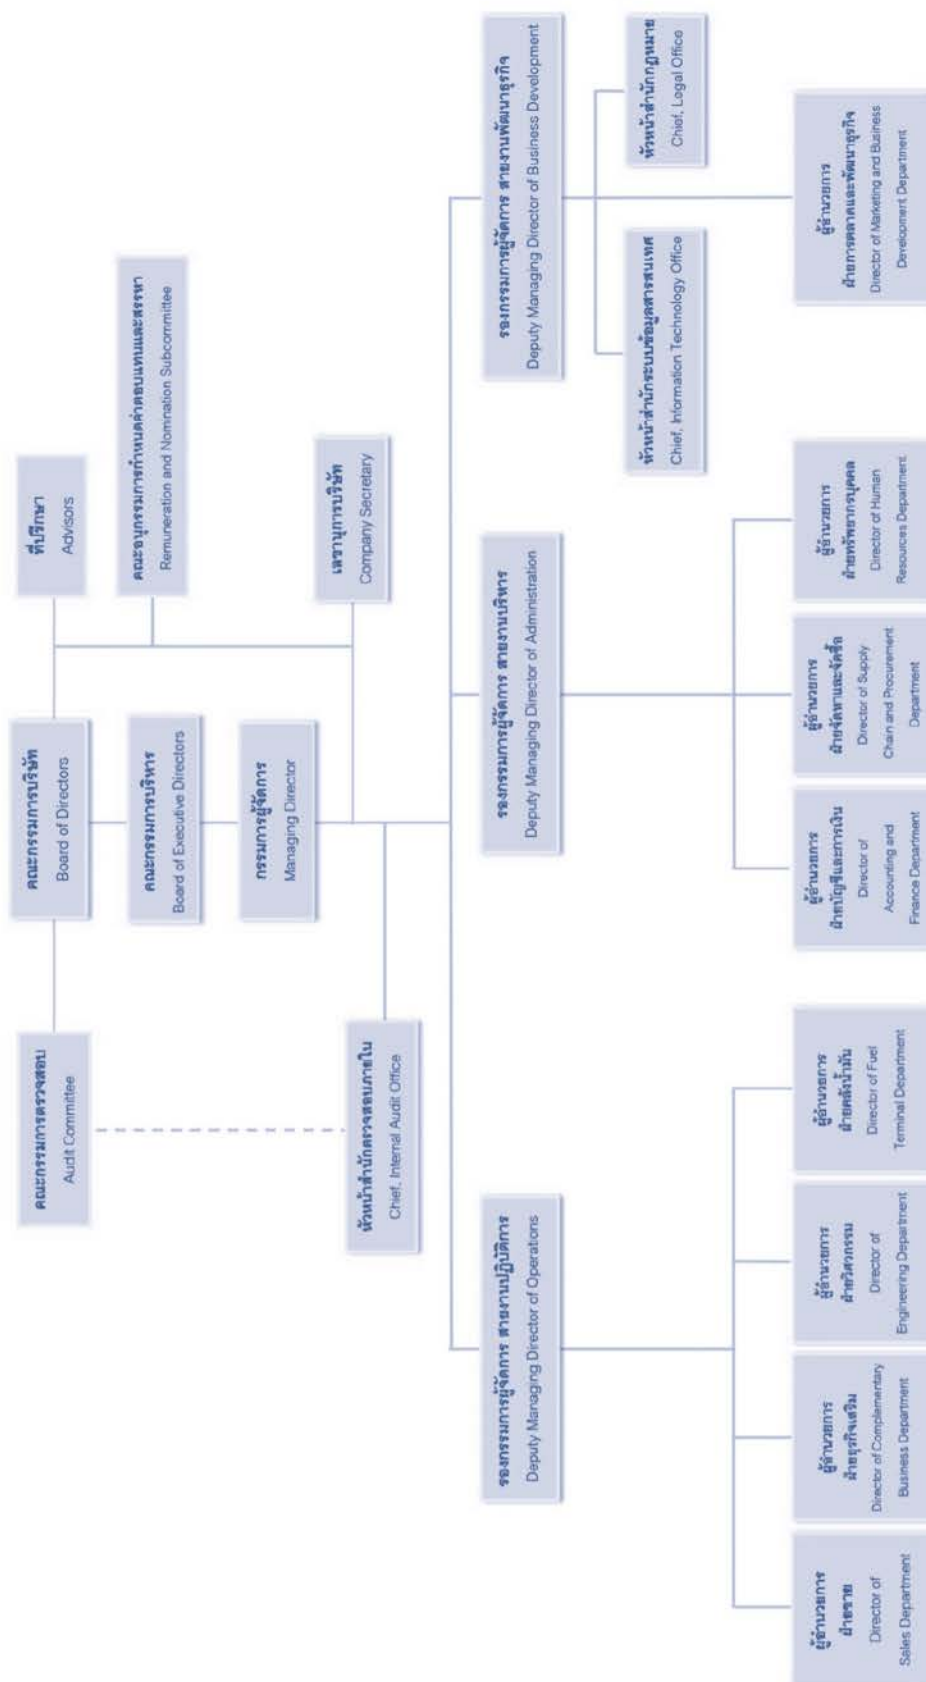 คณะกรรมการบริษัท
Board of Directors
ที่ปรึกษา
Advisors
คณะกรรมการตรวจสอบ
Audit Committee
คณะอนุกรรมการกำหนดค่าตอบแทนและสรรหา
Remuneration and Nomination Subcommittee
คณะกรรมการบริหาร
Board of Executive Directors
กรรมการผู้จัดการ
Managing Director
เลขานุการบริษัท
Company Secretary
หัวหน้าสำนักตรวจสอบภายใน
Chief, Internal Audit Office
รองกรรมการผู้จัดการ สายงานปฏิบัติการ
Deputy Managing Director of Operations
รองกรรมการผู้จัดการ สายงานบริหาร
Deputy Managing Director of Administration
รองกรรมการผู้จัดการ สายงานพัฒนาธุรกิจ
Deputy Managing Director of Business Development
หัวหน้าสำนักระบบข้อมูลสารสนเทศ
Chief, Information Technology Office
หัวหน้าสำนักกฎหมาย
Chief, Legal Office
ผู้อำนวยการ
ฝ่ายขาย
Director of
Sales Department
ผู้อำนวยการ
ฝ่ายธุรกิจเสริม
Director of Complementary
Business Department
ผู้อำนวยการ
ฝ่ายวิศวกรรม
Director of
Engineering Department
ผู้อำนวยการ
ฝ่ายคลังน้ำมัน
Director of Fuel
Terminal Department
ผู้อำนวยการ
ฝ่ายบัญชีและการเงิน
Director of
Accounting and
Finance Department
ผู้อำนวยการ
ฝ่ายจัดหาและจัดซื้อ
Director of Supply
Chain and Procurement
Department
ผู้อำนวยการ
ฝ่ายทรัพยากรบุคคล
Director of Human
Resources Department
ผู้อำนวยการ
ฝ่ายการตลาดและพัฒนาธุรกิจ
Director of Marketing and Business
Development Department